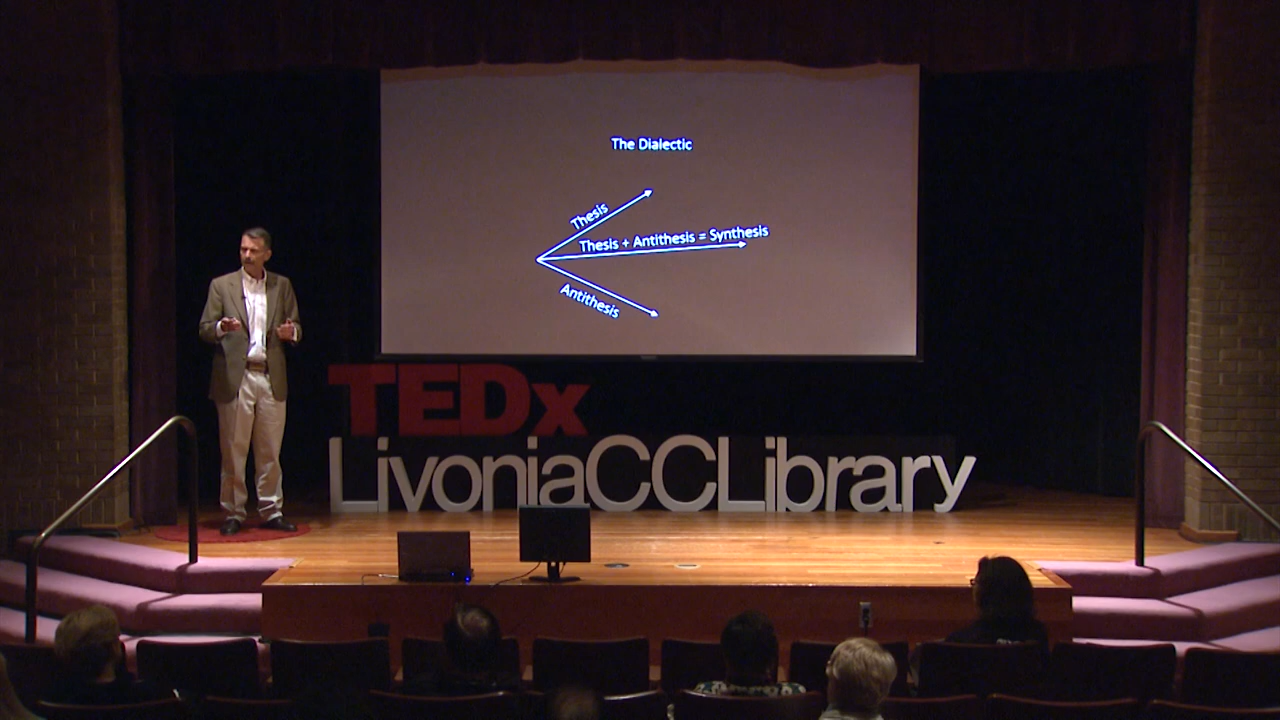 The Dialectic
Thesis
Thesis + Antithesis = Synthesis
Antithesis
TEDx
LivoniaCCLibrary